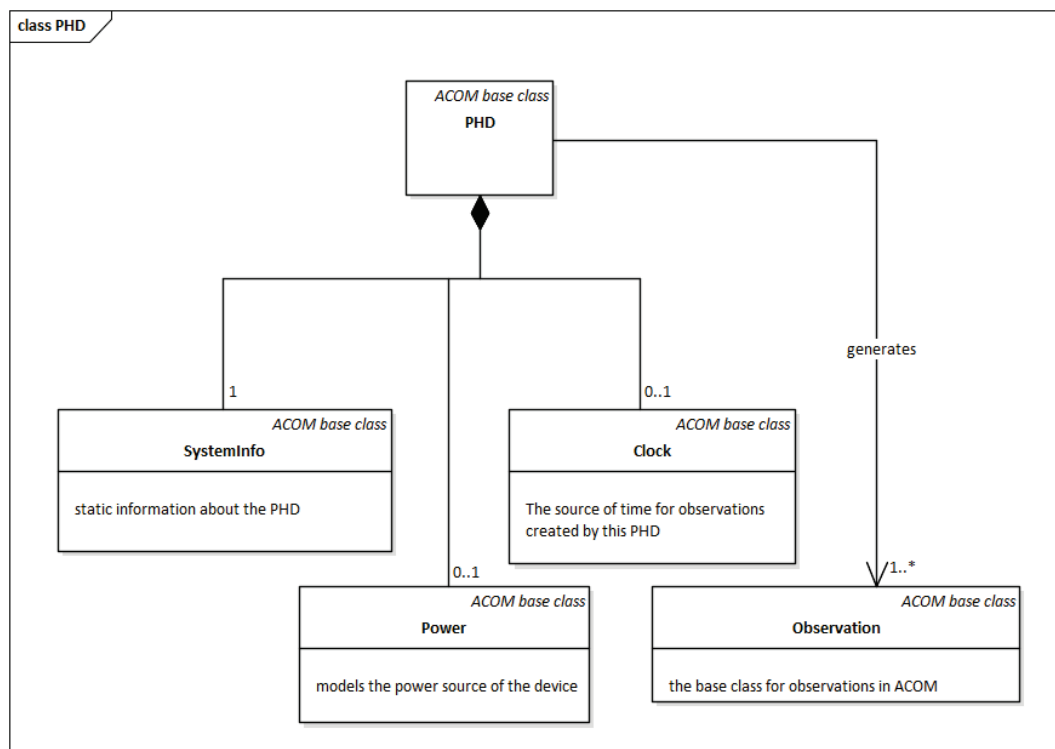 class PHD
ACOM base class
PHD
generates
1
0..1
ACOM base class
SystemInfo
static information about the PHD
ACOM base class
Clock
The source of time for observations
created by this PHD
0..1
1..*
ACOM base class
Power
models the power source of the device
ACOM base class
Observation
the base class for observations in ACOM